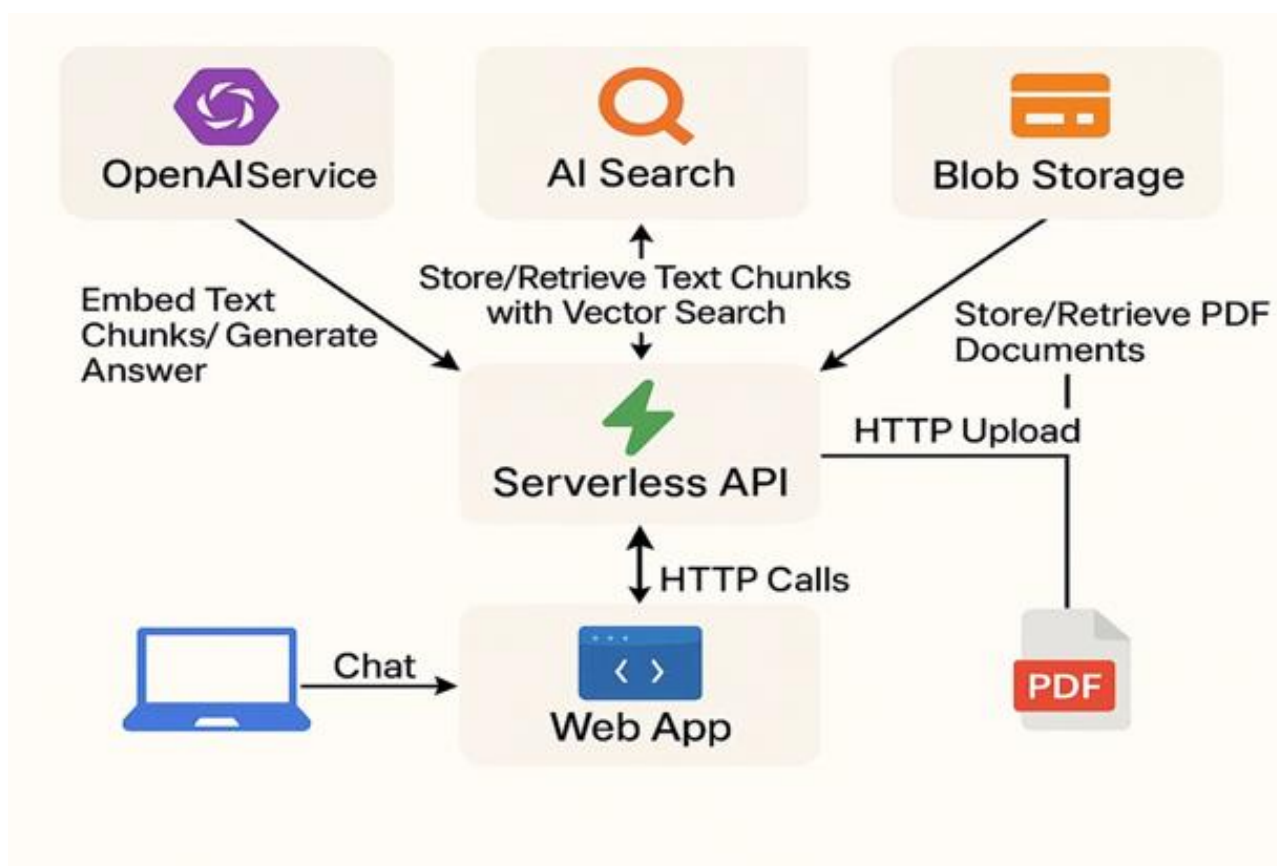 OpenAIService
AI Search
Blob Storage
Embed Text
Chunks/ Generate
Answer
Store/Retrieve Text Chunks
with Vector Search
Store/Retrieve PDF
Documents
HTTP Upload
Serverless API
HTTP Calls
Chat
Web App
PDF